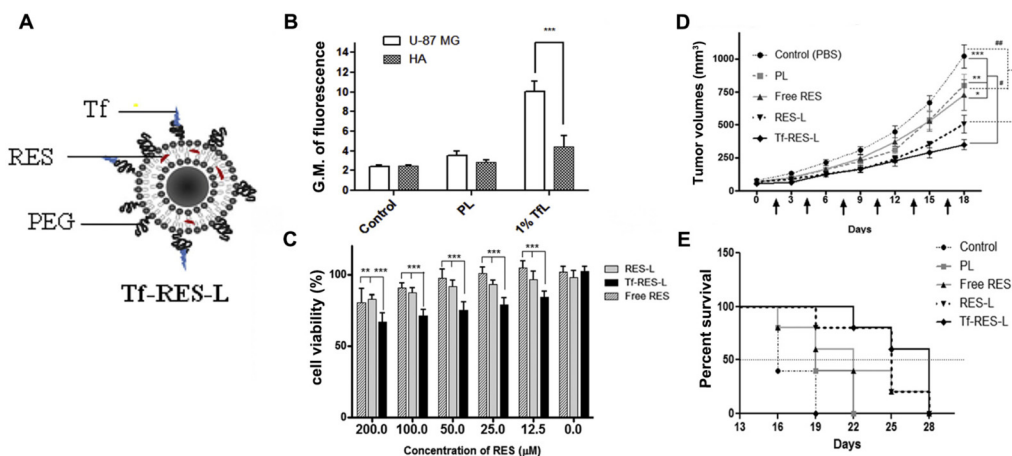 A
Tf
RES
PEG
Tf-RES-L
B
U-87 MG
HA
***
G.M. of fluorescence
14
12
10
8
6
4
2
0
Control
PL
1% TfL
C
cell viability (%)
100
50
0
** ***
***
***
***
***
RES-L
Tf-RES-L
Free RES
200.0 100.0 50.0 25.0 12.5 0.0
Concentration of RES (μM)
D
Tumor volumes (mm³)
1000
750
500
250
0
Control (PBS)
PL
Free RES
RES-L
Tf-RES-L
##
***
**
*
#
0 3 6 9 12 15 18
Days
E
Percent survival
150
100
50
0
Control
PL
Free RES
RES-L
Tf-RES-L
13 16 19 22 25 28
Days